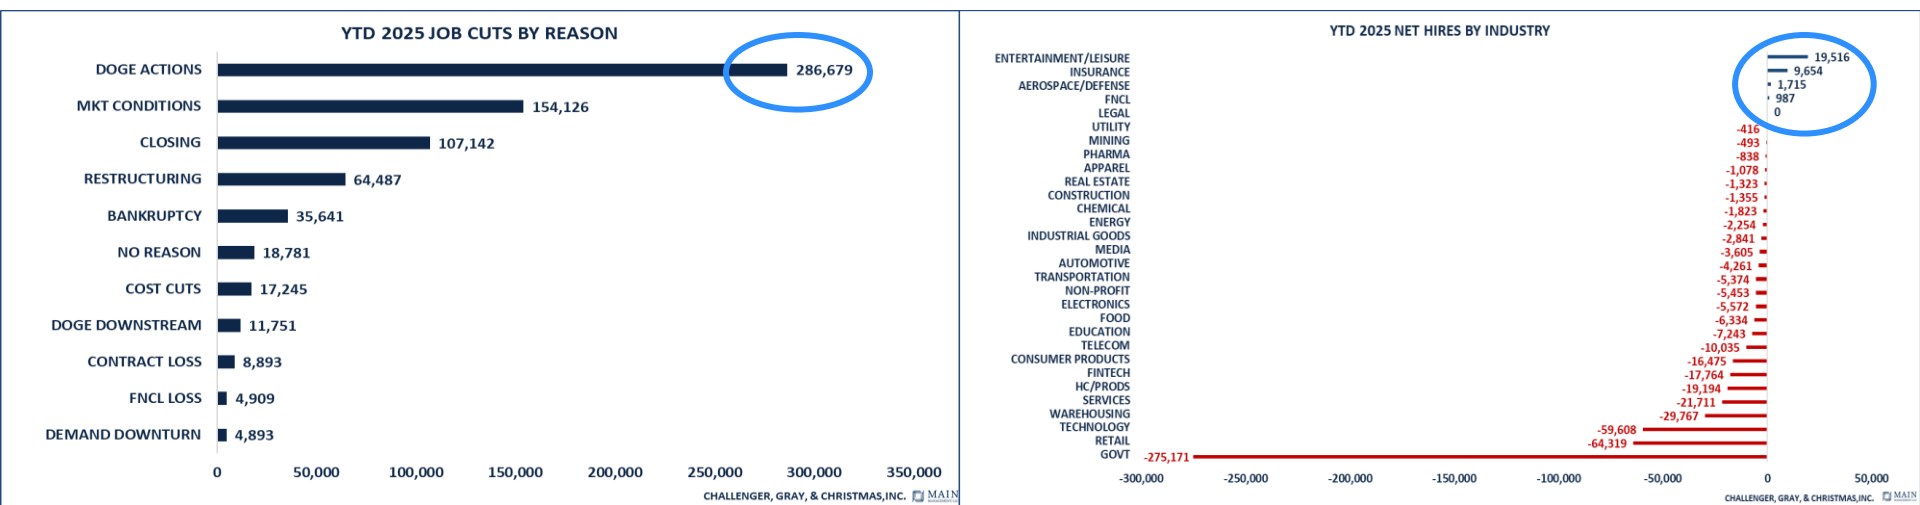 YTD 2025 JOB CUTS BY REASON
DOGE ACTIONS 286,679
MKT CONDITIONS 154,126
CLOSING 107,142
RESTRUCTURING 64,487
BANKRUPTCY 35,641
NO REASON 18,781
COST CUTS 17,245
DOGE DOWNSTREAM 11,751
CONTRACT LOSS 8,893
FNCL LOSS 4,909
DEMAND DOWNTURN 4,893
0 50,000 100,000 150,000 200,000 250,000 300,000 350,000
CHALLENGER, GRAY, & CHRISTMAS,INC. MAIN
YTD 2025 NET HIRES BY INDUSTRY
ENTERTAINMENT/LEISURE 19,516
INSURANCE 9,654
AEROSPACE/DEFENSE 1,715
FNCL 987
LEGAL 0
UTILITY -416
MINING -493
PHARMA -838
APPAREL -1,078
REAL ESTATE -1,323
CONSTRUCTION -1,355
CHEMICAL -1,823
ENERGY -2,254
INDUSTRIAL GOODS -2,841
MEDIA -3,605
AUTOMOTIVE -4,261
TRANSPORTATION -5,374
NON-PROFIT -5,453
ELECTRONICS -5,572
FOOD -6,334
EDUCATION -7,243
TELECOM -10,035
CONSUMER PRODUCTS -16,475
FINTECH -17,764
HC/PRODS -19,194
SERVICES -21,711
WAREHOUSING -29,767
TECHNOLOGY -59,608
RETAIL -64,319
GOVT -275,171
-300,000 -250,000 -200,000 -150,000 -100,000 -50,000 0 50,000
CHALLENGER, GRAY, & CHRISTMAS,INC. MAIN